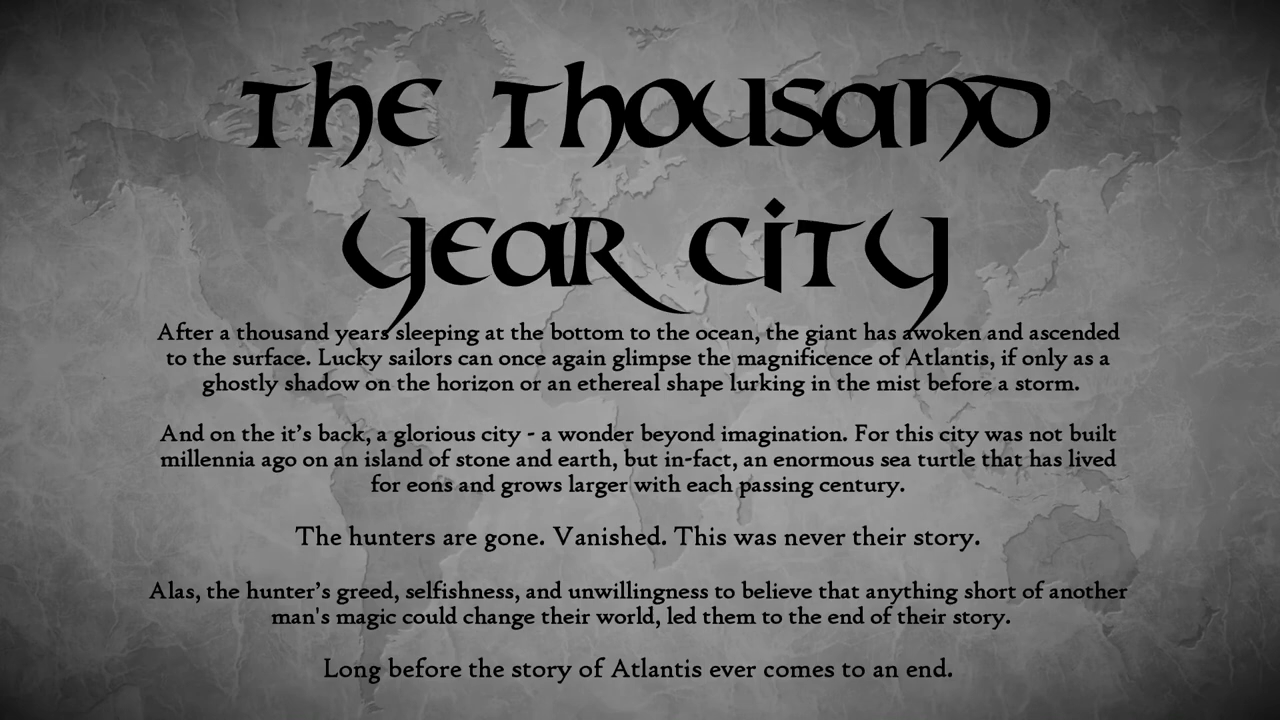 The Thousand
Year City
After a thousand years sleeping at the bottom to the ocean, the giant has awoken and ascended
to the surface. Lucky sailors can once again glimpse the magnificence of Atlantis, if only as a
ghostly shadow on the horizon or an ethereal shape lurking in the mist before a storm.
And on the it's back, a glorious city - a wonder beyond imagination. For this city was not built
millennia ago on an island of stone and earth, but in-fact, an enormous sea turtle that has lived
for eons and grows larger with each passing century.
The hunters are gone. Vanished. This was never their story.
Alas, the hunter's greed, selfishness, and unwillingness to believe that anything short of another
man's magic could change their world, led them to the end of their story.
Long before the story of Atlantis ever comes to an end.